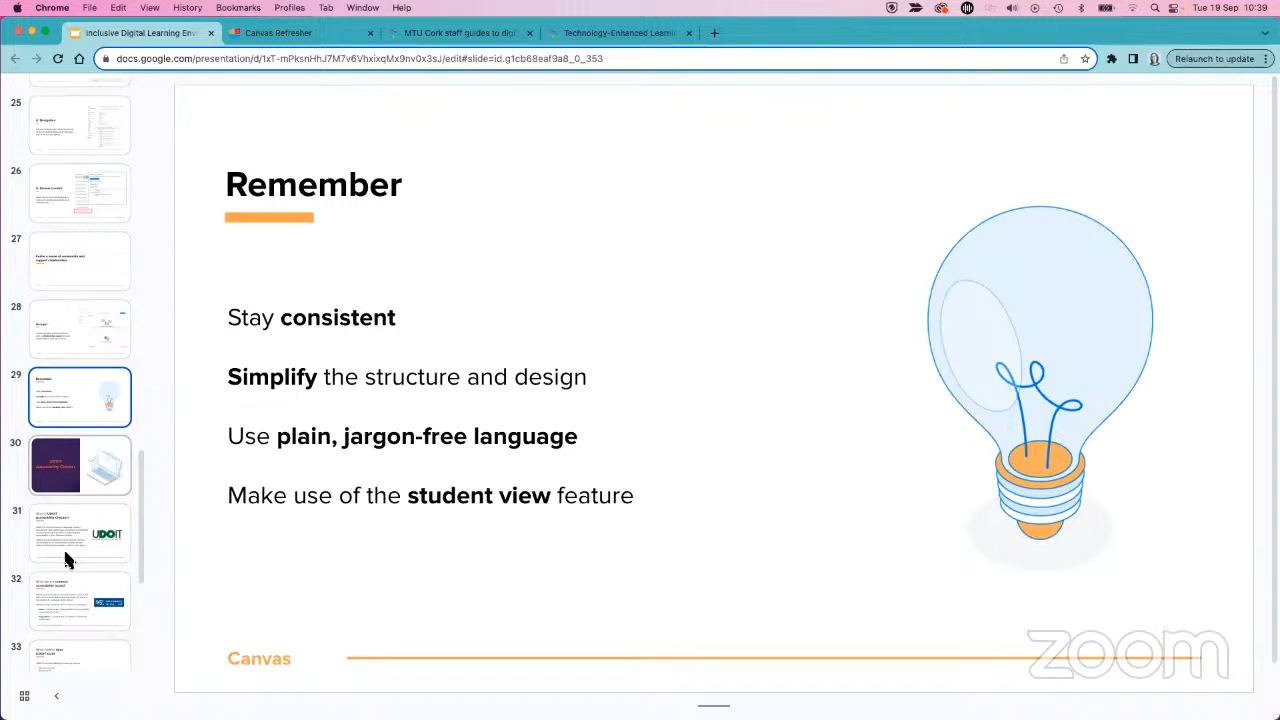 Chrome File Edit View History Bookmarks Profiles Tab Window Help
Tue 19 Sep 10:39
Inclusive Digital Learning Env
Canvas Refresher
MTU Cork staff guides to digi
Technology-Enhanced Learni
docs.google.com/presentation/d/1xT-mPksnHhJ7M7v6VhxixqMx9nv0x3sJ/edit#slide=id.g1cb68eaf9a8_0_353
Relaunch to update
25
26
27
28
29
30
31
UDOIT
32
33
Remember
Stay consistent
Simplify the structure and design
Use plain, jargon-free language
Make use of the student view feature
Canvas
zoom